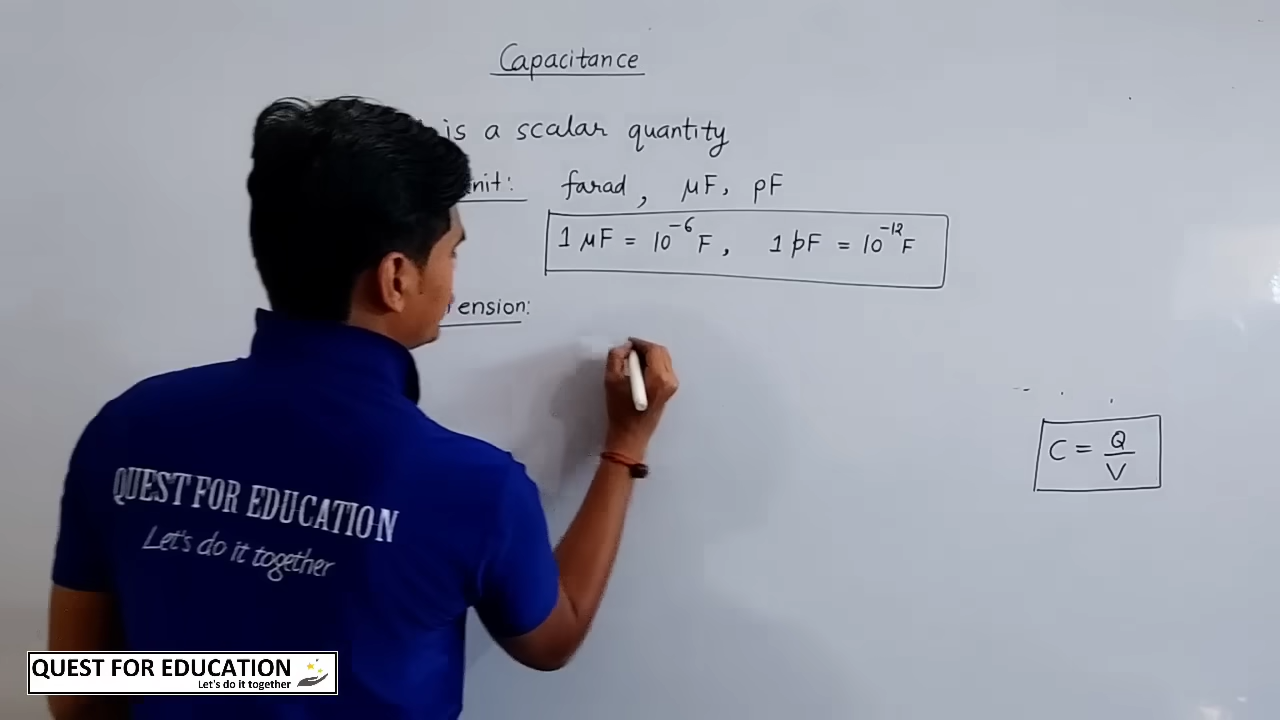 Capacitance
is a scalar quantity
farad, μF, pF
1 μF = 10⁻⁶ F, 1 pF = 10⁻¹² F
C = Q/V
QUEST FOR EDUCATION
Let's do it together
QUEST FOR EDUCATION
Let's do it together